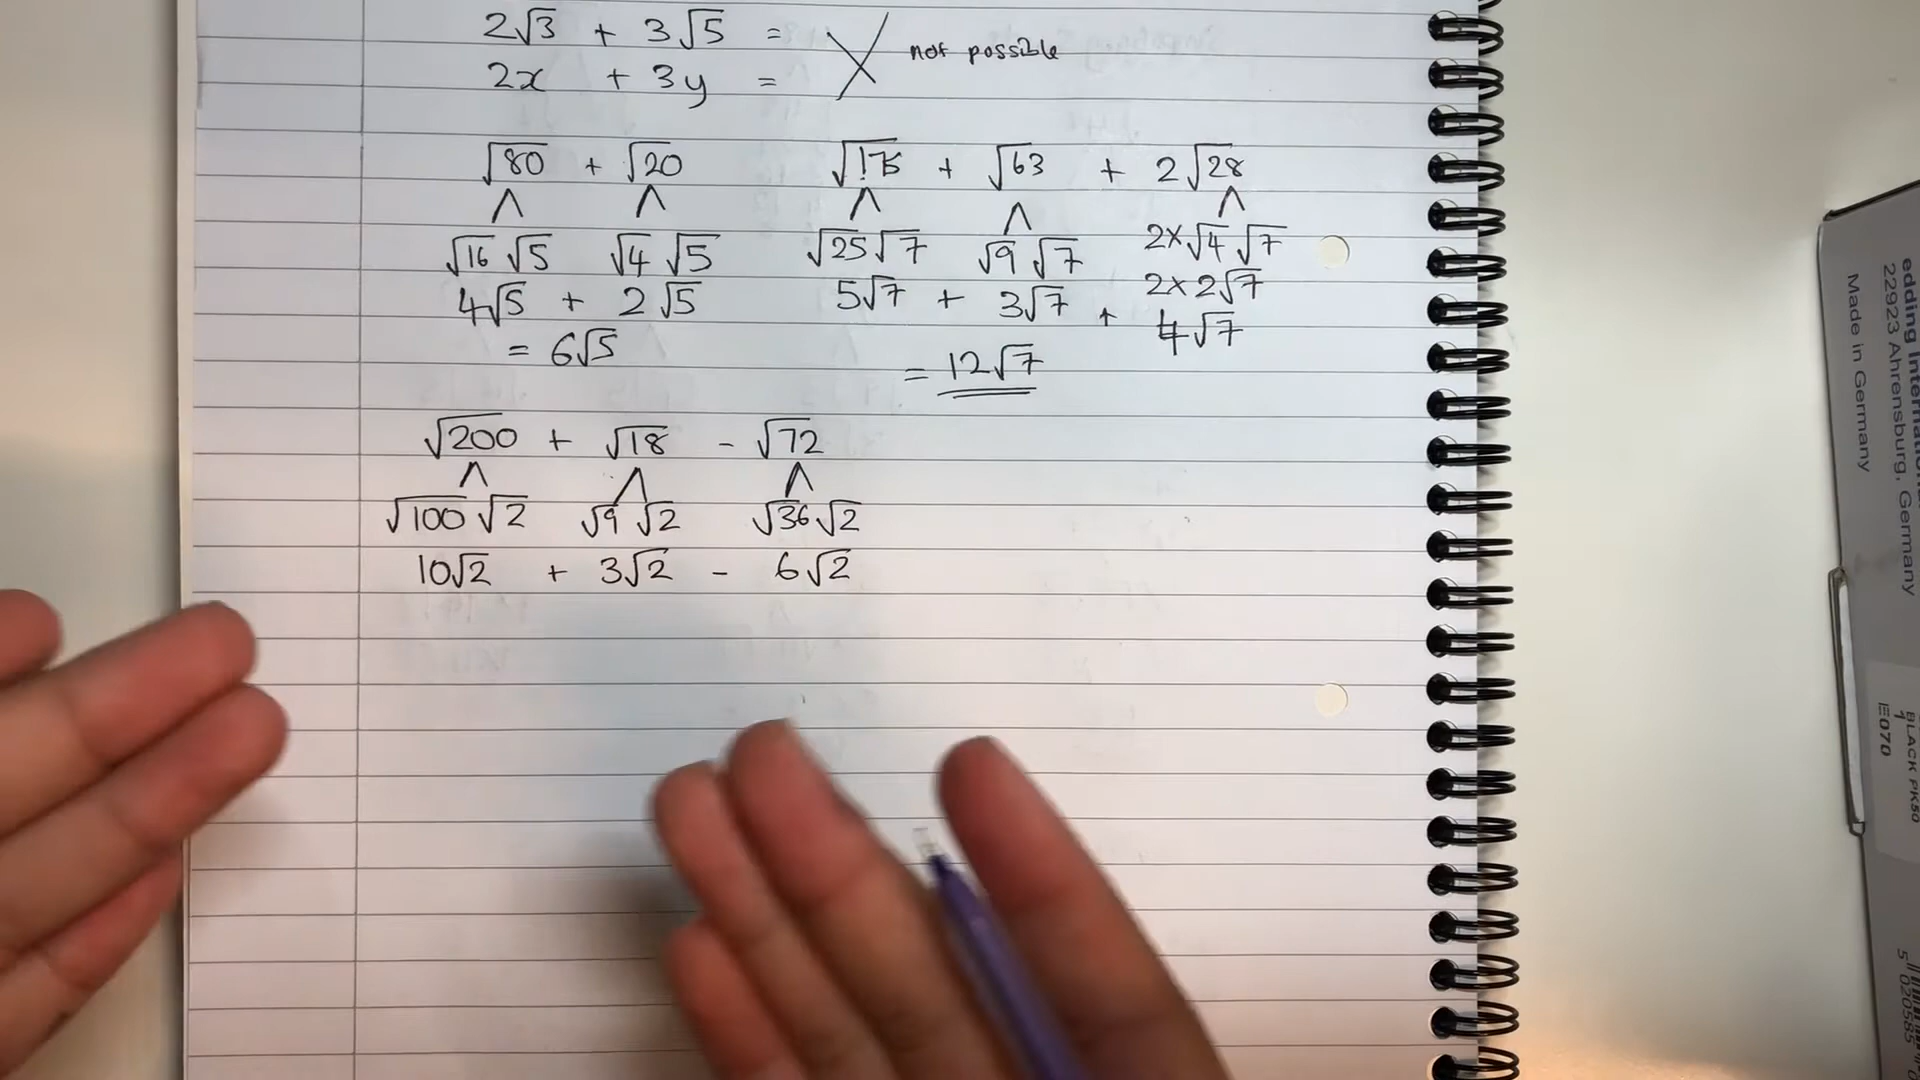 2√3 + 3√5 =
2x + 3y =
not possible
√80 + √20
√16 √5 √4 √5
4√5 + 2√5
= 6√5
√175 + √63 + 2√28
√25 √7 √9 √7 2×√4 √7
2×2√7
5√7 + 3√7 + 4√7
= 12√7
√200 + √18 - √72
√100 √2 √9 √2 √36 √2
10√2 + 3√2 - 6√2
22923 Ahrensburg, Germany
Made in Germany
BLACK PK50
1
E070